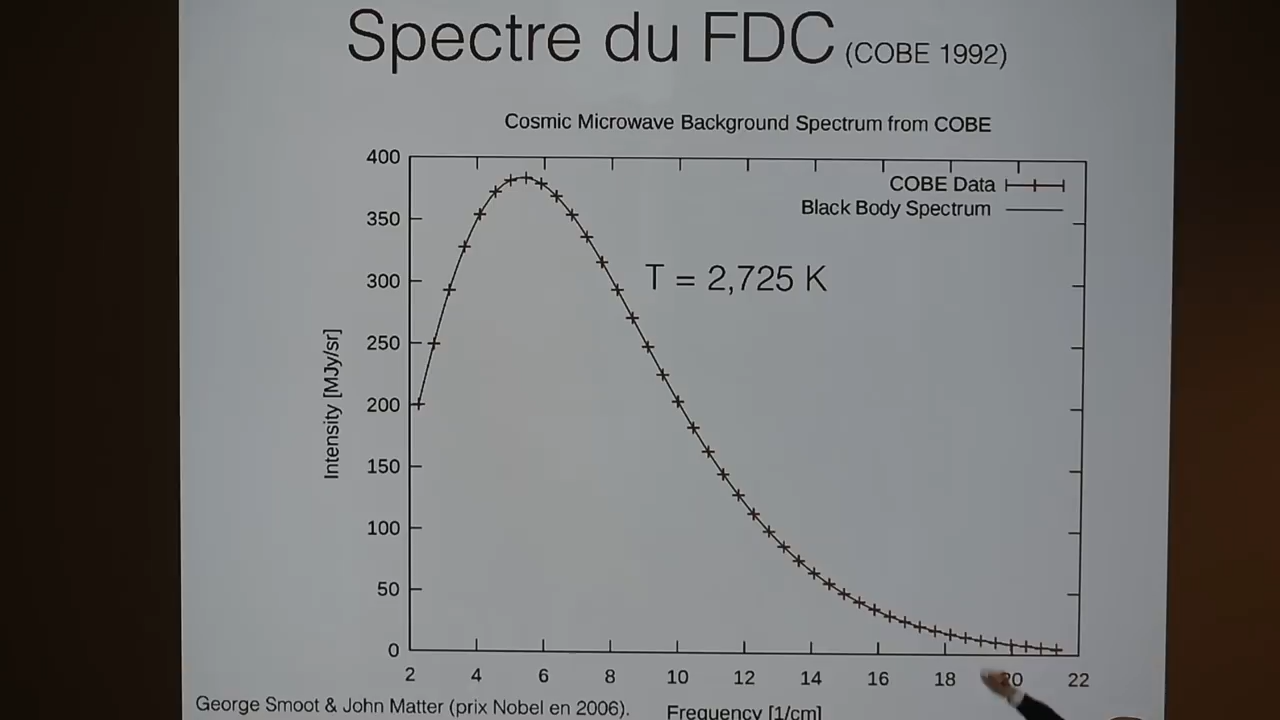 Spectre du FDC (COBE 1992)
Cosmic Microwave Background Spectrum from COBE
COBE Data
Black Body Spectrum
T = 2,725 K
Intensity [MJy/sr]
400
350
300
250
200
150
100
50
0
2 4 6 8 10 12 14 16 18 20 22
Frequency [1/cm]
George Smoot & John Matter (prix Nobel en 2006).